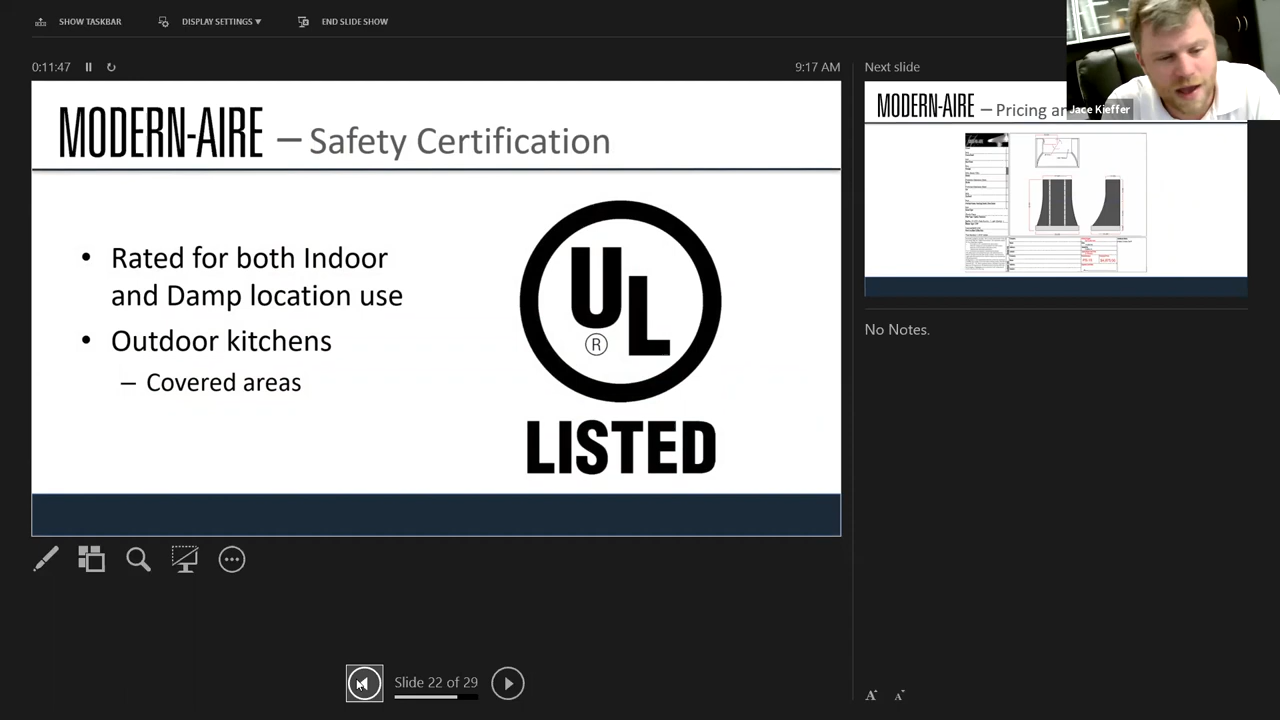 SHOW TASKBAR
DISPLAY SETTINGS ▼
END SLIDE SHOW
0:11:47
9:17 AM
MODERN-AIRE – Safety Certification
• Rated for both Indoor
and Damp location use
• Outdoor kitchens
– Covered areas
UL
®
LISTED
Slide 22 of 29
Next slide
MODERN-AIRE – Pricing
Jace Kieffer
No Notes.
A
A